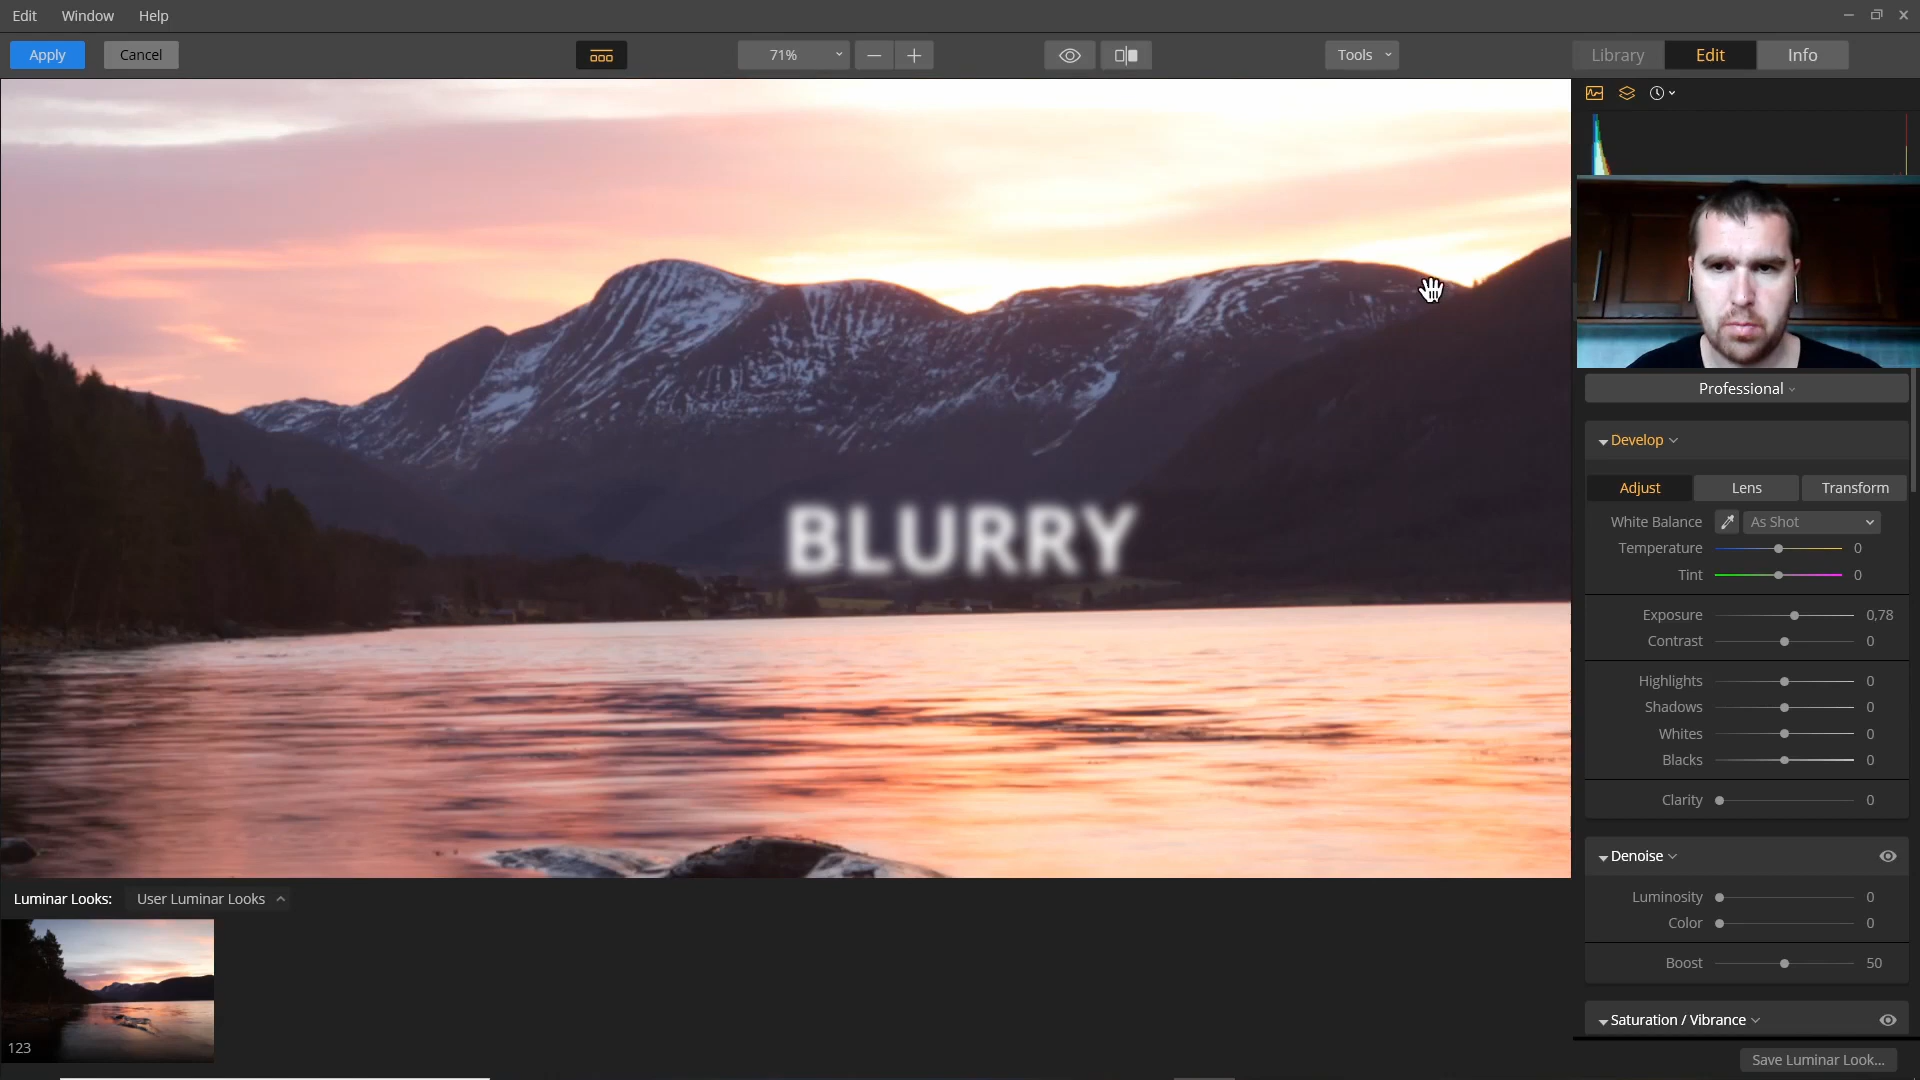 Edit Window Help
Apply Cancel 71% Tools Library Edit Info
Professional
Develop
Adjust Lens Transform
White Balance As Shot
Temperature 0
Tint 0
Exposure 0,78
Contrast 0
Highlights 0
Shadows 0
Whites 0
Blacks 0
Clarity 0
BLURRY
Denoise
Luminosity 0
Color 0
Boost 50
Saturation / Vibrance
Save Luminar Look...
Luminar Looks: User Luminar Looks
123